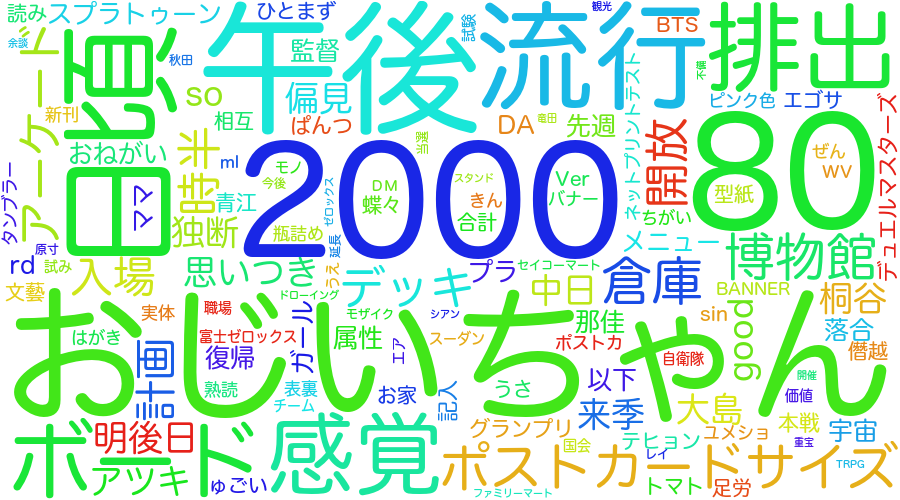 読み
スプラトゥーン
ひとまず
観光
余談
秋田
監督
試験
BTS
午後
流行
排出
日頃
アーケード
新刊
so
偏見
相互
ぱんつ
DA
先週
不備
ピンク色
エゴサ
おねがい
時半
ml
モノ
当選
竜田
Ver
開放
ネットプリントテスト
80
ぜん
wv
2000
タンブラー
ママ
青江
今後
DM
蝶々
スタンド
きん
合計
バナー
ちがい
型紙
デュエルマスターズ
独断
瓶詰め
ゼロックス
延長
原寸
rd
試み
文藝
入場
思いつき
うえ
デッキ
プラ
セイコーマート
メニュー
博物館
中日
倉庫
BANNER
桐谷
ドローイング
実体
職場
モザイク
シアン
那佳
sin
good
落合
はがき
計画
富士ゼロックス
復帰
ガール
属性
エア
スーダン
ポストカ
自衛隊
僭越
おじいちゃん
熟読
表裏
チーム
お家
記入
うさ
以下
来季
大島
開催
価値
本戦
ボード
明後日
感覚
グランプリ
国会
テヒョン
レイ
ユメショ
重宝
宇宙
アツキ
ゅごい
ポストカードサイズ
ファミリーマート
トマト
足労
TRPG